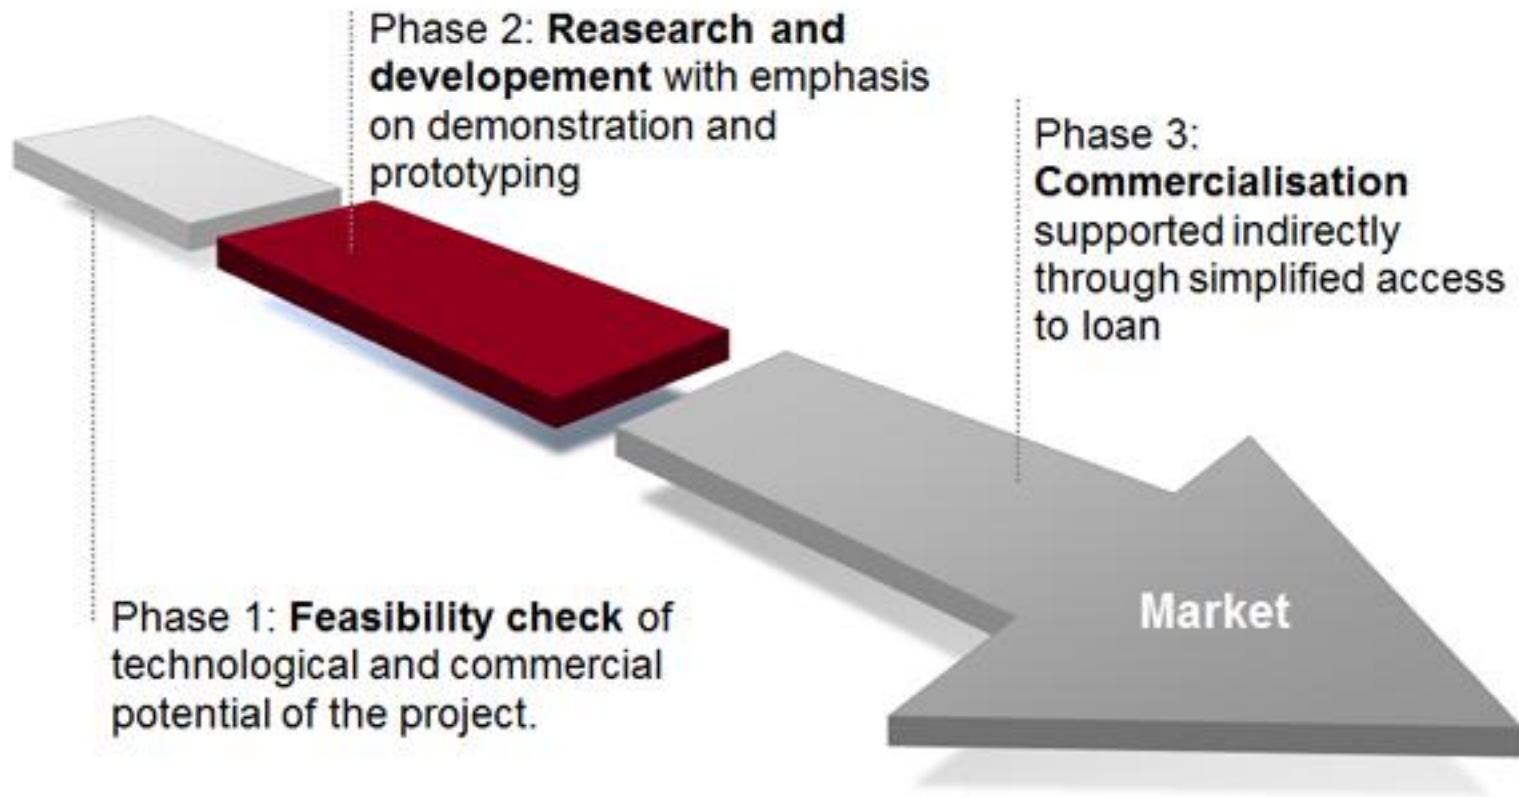 Phase 2: Reasearch and
developement with emphasis
on demonstration and
prototyping
Phase 3:
Commercialisation
supported indirectly
through simplified access
to loan
Market
Phase 1: Feasibility check of
technological and commercial
potential of the project.